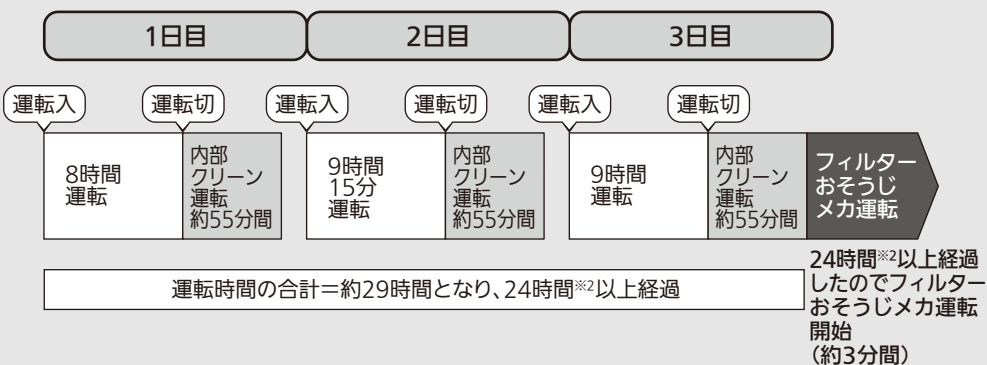 1日目
2日目
3日目
運転入
運転切
運転入
運転切
運転入
運転切
8時間
運転
内部
クリーン
運転
約55分間
9時間
15分
運転
内部
クリーン
運転
約55分間
9時間
運転
内部
クリーン
運転
約55分間
フィルター
おそうじ
メカ運転
運転時間の合計＝約29時間となり、24時間※2以上経過
24時間※2以上経過
したのでフィルター
おそうじメカ運転
開始
（約3分間）